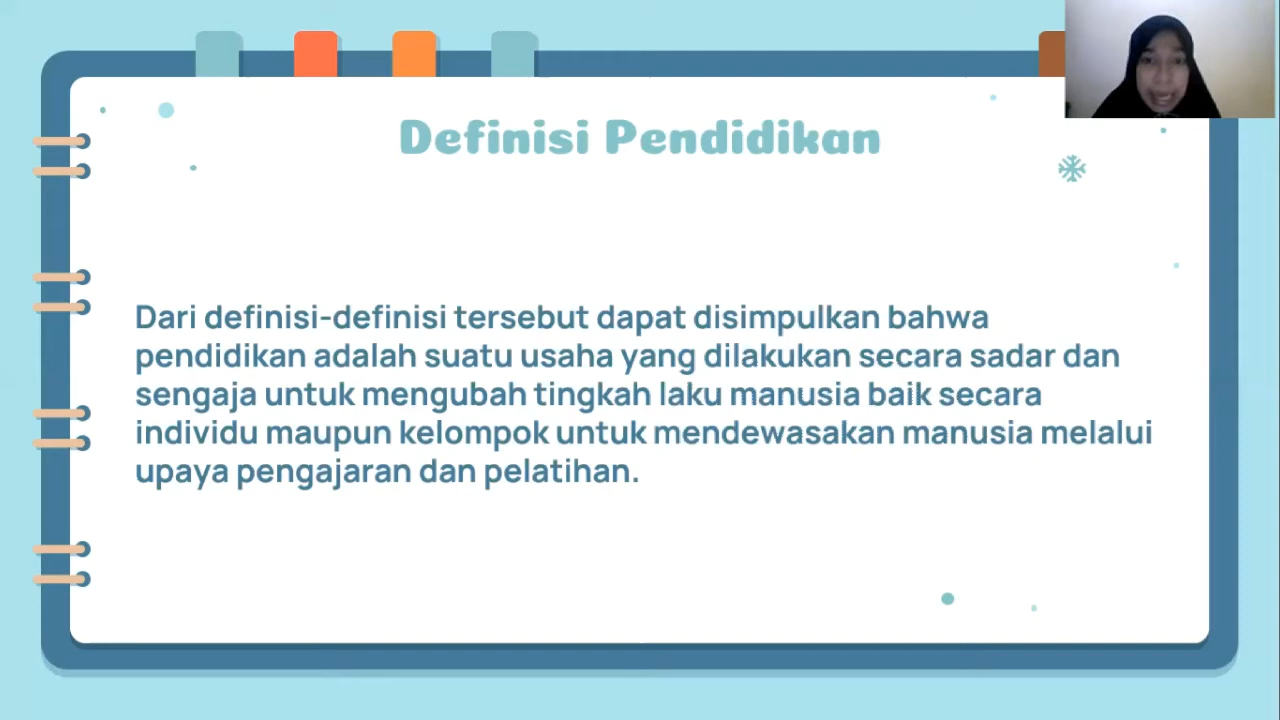 Definisi Pendidikan
Dari definisi-definisi tersebut dapat disimpulkan bahwa
pendidikan adalah suatu usaha yang dilakukan secara sadar dan
sengaja untuk mengubah tingkah laku manusia baik secara
individu maupun kelompok untuk mendewasakan manusia melalui
upaya pengajaran dan pelatihan.